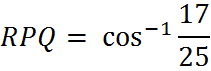 RPQ = cos⁻¹ 17/25